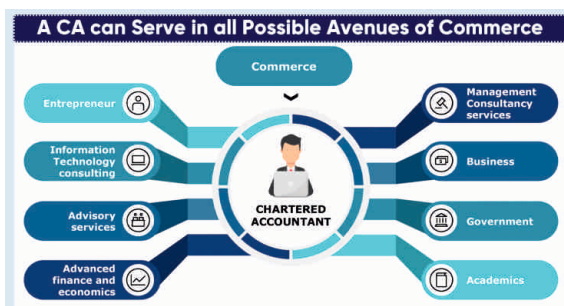 A CA can Serve in all Possible Avenues of Commerce
Commerce
Entrepreneur
Information
Technology
consulting
Advisory
services
Advanced
finance and
economics
CHARTERED
ACCOUNTANT
Management
Consultancy
services
Business
Government
Academics